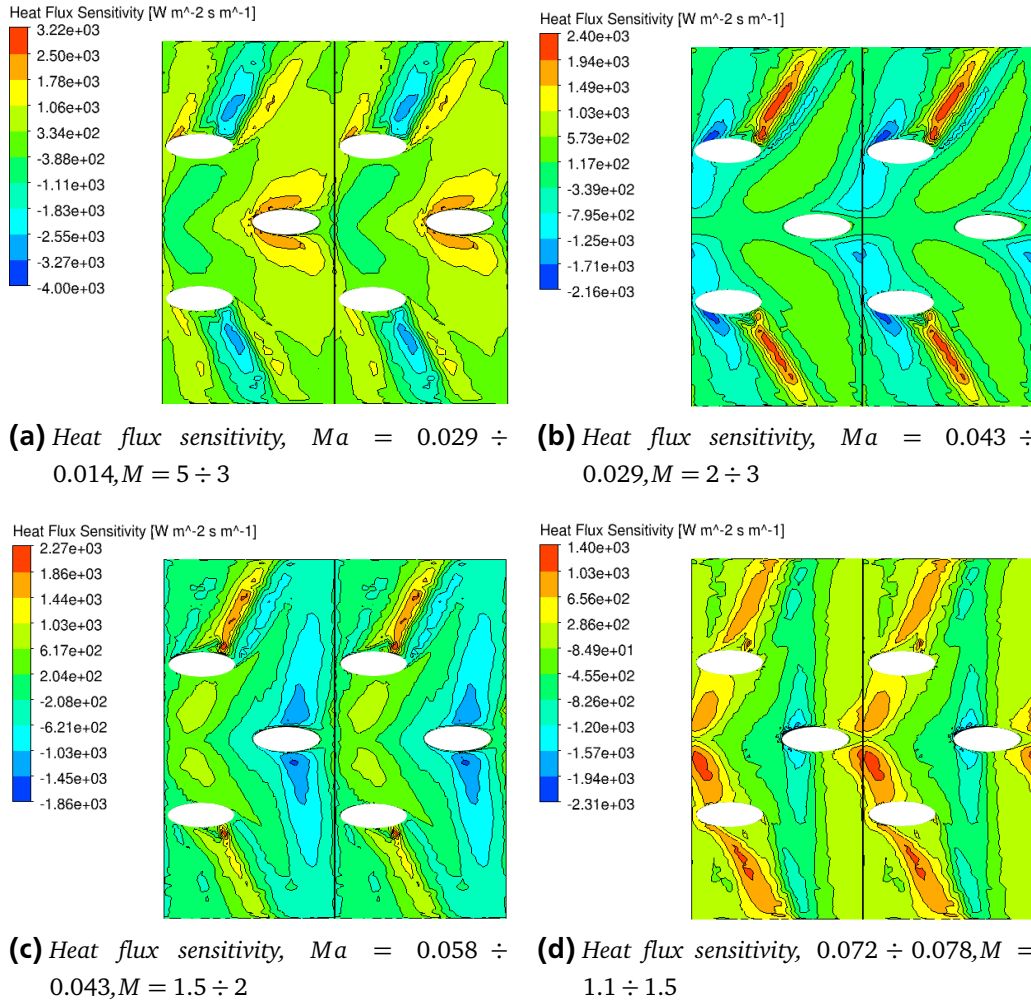 Heat Flux Sensitivity [W m^-2 s m^-1]
3.22e+03
2.50e+03
1.78e+03
1.06e+03
3.34e+02
-3.88e+02
-1.11e+03
-1.83e+03
-2.55e+03
-3.27e+03
-4.00e+03
(a) Heat flux sensitivity, Ma = 0.029 ÷
0.014,M = 5 ÷ 3
Heat Flux Sensitivity [W m^-2 s m^-1]
2.40e+03
1.94e+03
1.49e+03
1.03e+03
5.73e+02
1.17e+02
-3.39e+02
-7.95e+02
-1.25e+03
-1.71e+03
-2.16e+03
(b) Heat flux sensitivity, Ma = 0.043 ÷
0.029,M = 2 ÷ 3
Heat Flux Sensitivity [W m^-2 s m^-1]
2.27e+03
1.86e+03
1.44e+03
1.03e+03
6.17e+02
2.04e+02
-2.08e+02
-6.21e+02
-1.03e+03
-1.45e+03
-1.86e+03
(c) Heat flux sensitivity, Ma = 0.058 ÷
0.043,M = 1.5 ÷ 2
Heat Flux Sensitivity [W m^-2 s m^-1]
1.40e+03
1.03e+03
6.56e+02
2.86e+02
-8.49e+01
-4.55e+02
-8.26e+02
-1.20e+03
-1.57e+03
-1.94e+03
-2.31e+03
(d) Heat flux sensitivity, 0.072 ÷ 0.078,M =
1.1 ÷ 1.5